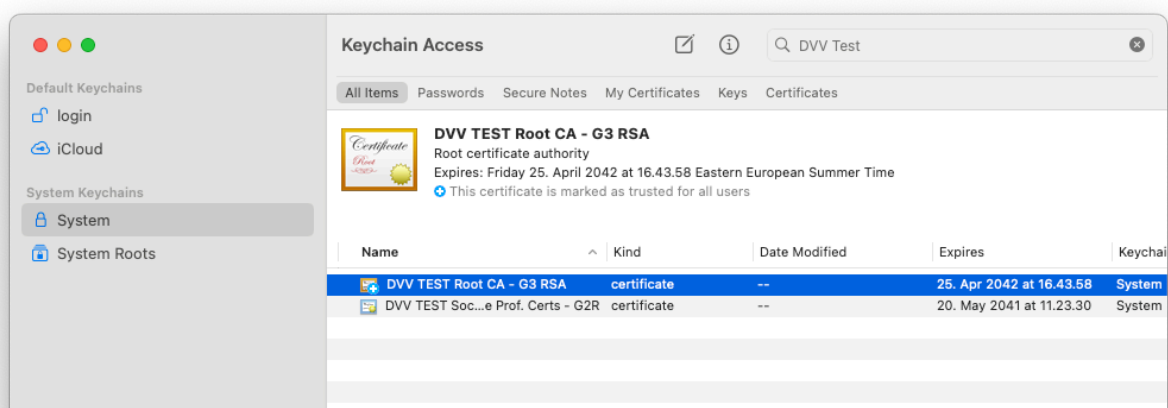 Keychain Access
DVV Test
Default Keychains
login
iCloud
System Keychains
System
System Roots
All Items Passwords Secure Notes My Certificates Keys Certificates
Certificate
Root
DVV TEST Root CA - G3 RSA
Root certificate authority
Expires: Friday 25. April 2042 at 16.43.58 Eastern European Summer Time
This certificate is marked as trusted for all users
Name Kind Date Modified Expires Keychai
DVV TEST Root CA - G3 RSA certificate -- 25. Apr 2042 at 16.43.58 System
DVV TEST Soc...e Prof. Certs - G2R certificate -- 20. May 2041 at 11.23.30 System